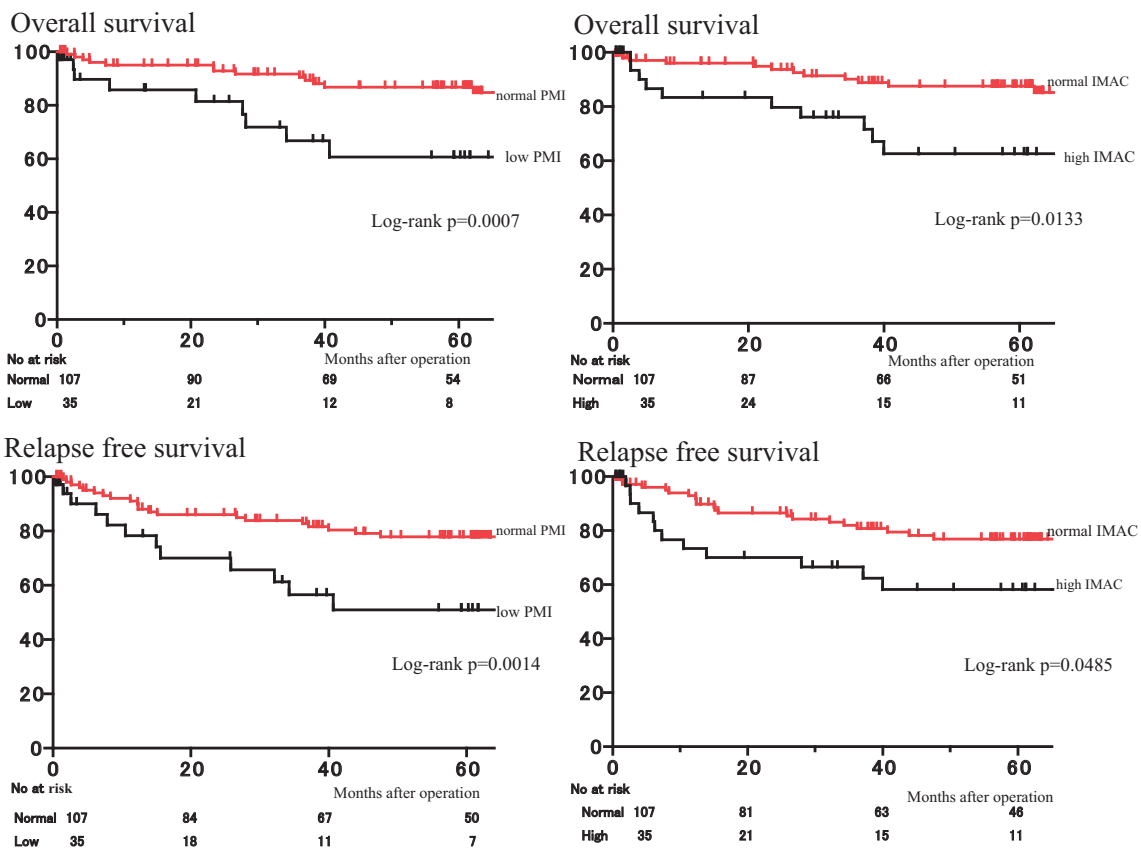 Overall survival
100
80
60
40
20
0
0 20 40 60
normal PMI
low PMI
Log-rank p=0.0007
Months after operation
No at risk
Normal 107 90 69 54
Low 35 21 12 8
Overall survival
100
80
60
40
20
0
0 20 40 60
normal IMAC
high IMAC
Log-rank p=0.0133
Months after operation
No at risk
Normal 107 87 66 51
High 35 24 15 11
Relapse free survival
100
80
60
40
20
0
0 20 40 60
normal PMI
low PMI
Log-rank p=0.0014
Months after operation
No at risk
Normal 107 84 67 50
Low 35 18 11 7
Relapse free survival
100
80
60
40
20
0
0 20 40 60
normal IMAC
high IMAC
Log-rank p=0.0485
Months after operation
No at risk
Normal 107 81 63 46
High 35 21 15 11